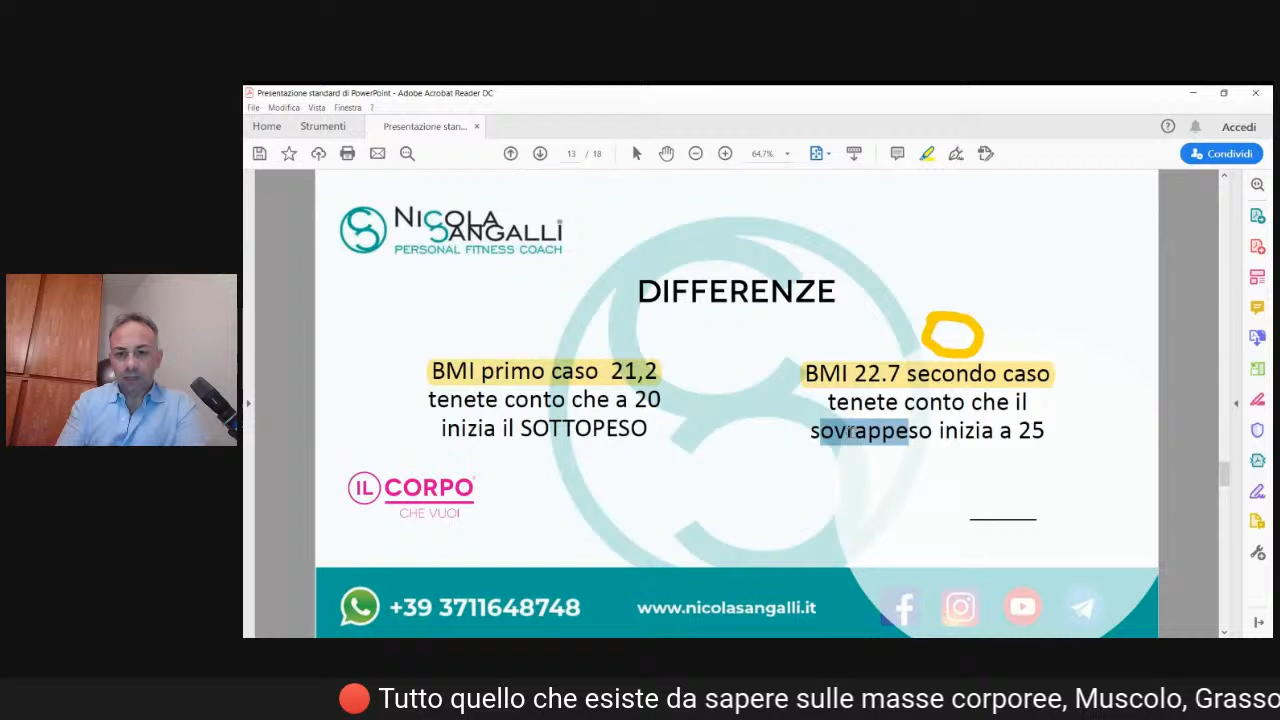 Presentazione standard di PowerPoint - Adobe Acrobat Reader DC
File Modifica Vista Finestra ?
Home Strumenti Presentazione stan... × Accedi
13 / 18 64,7% Condividi
NICOLA
SANGALLI
PERSONAL FITNESS COACH
DIFFERENZE
BMI primo caso 21,2
tenete conto che a 20
inizia il SOTTOPESO
BMI 22.7 secondo caso
tenete conto che il
sovrappeso inizia a 25
IL CORPO
CHE VUOI
+39 3711648748 www.nicolasangalli.it
Tutto quello che esiste da sapere sulle masse corporee, Muscolo, Grasso